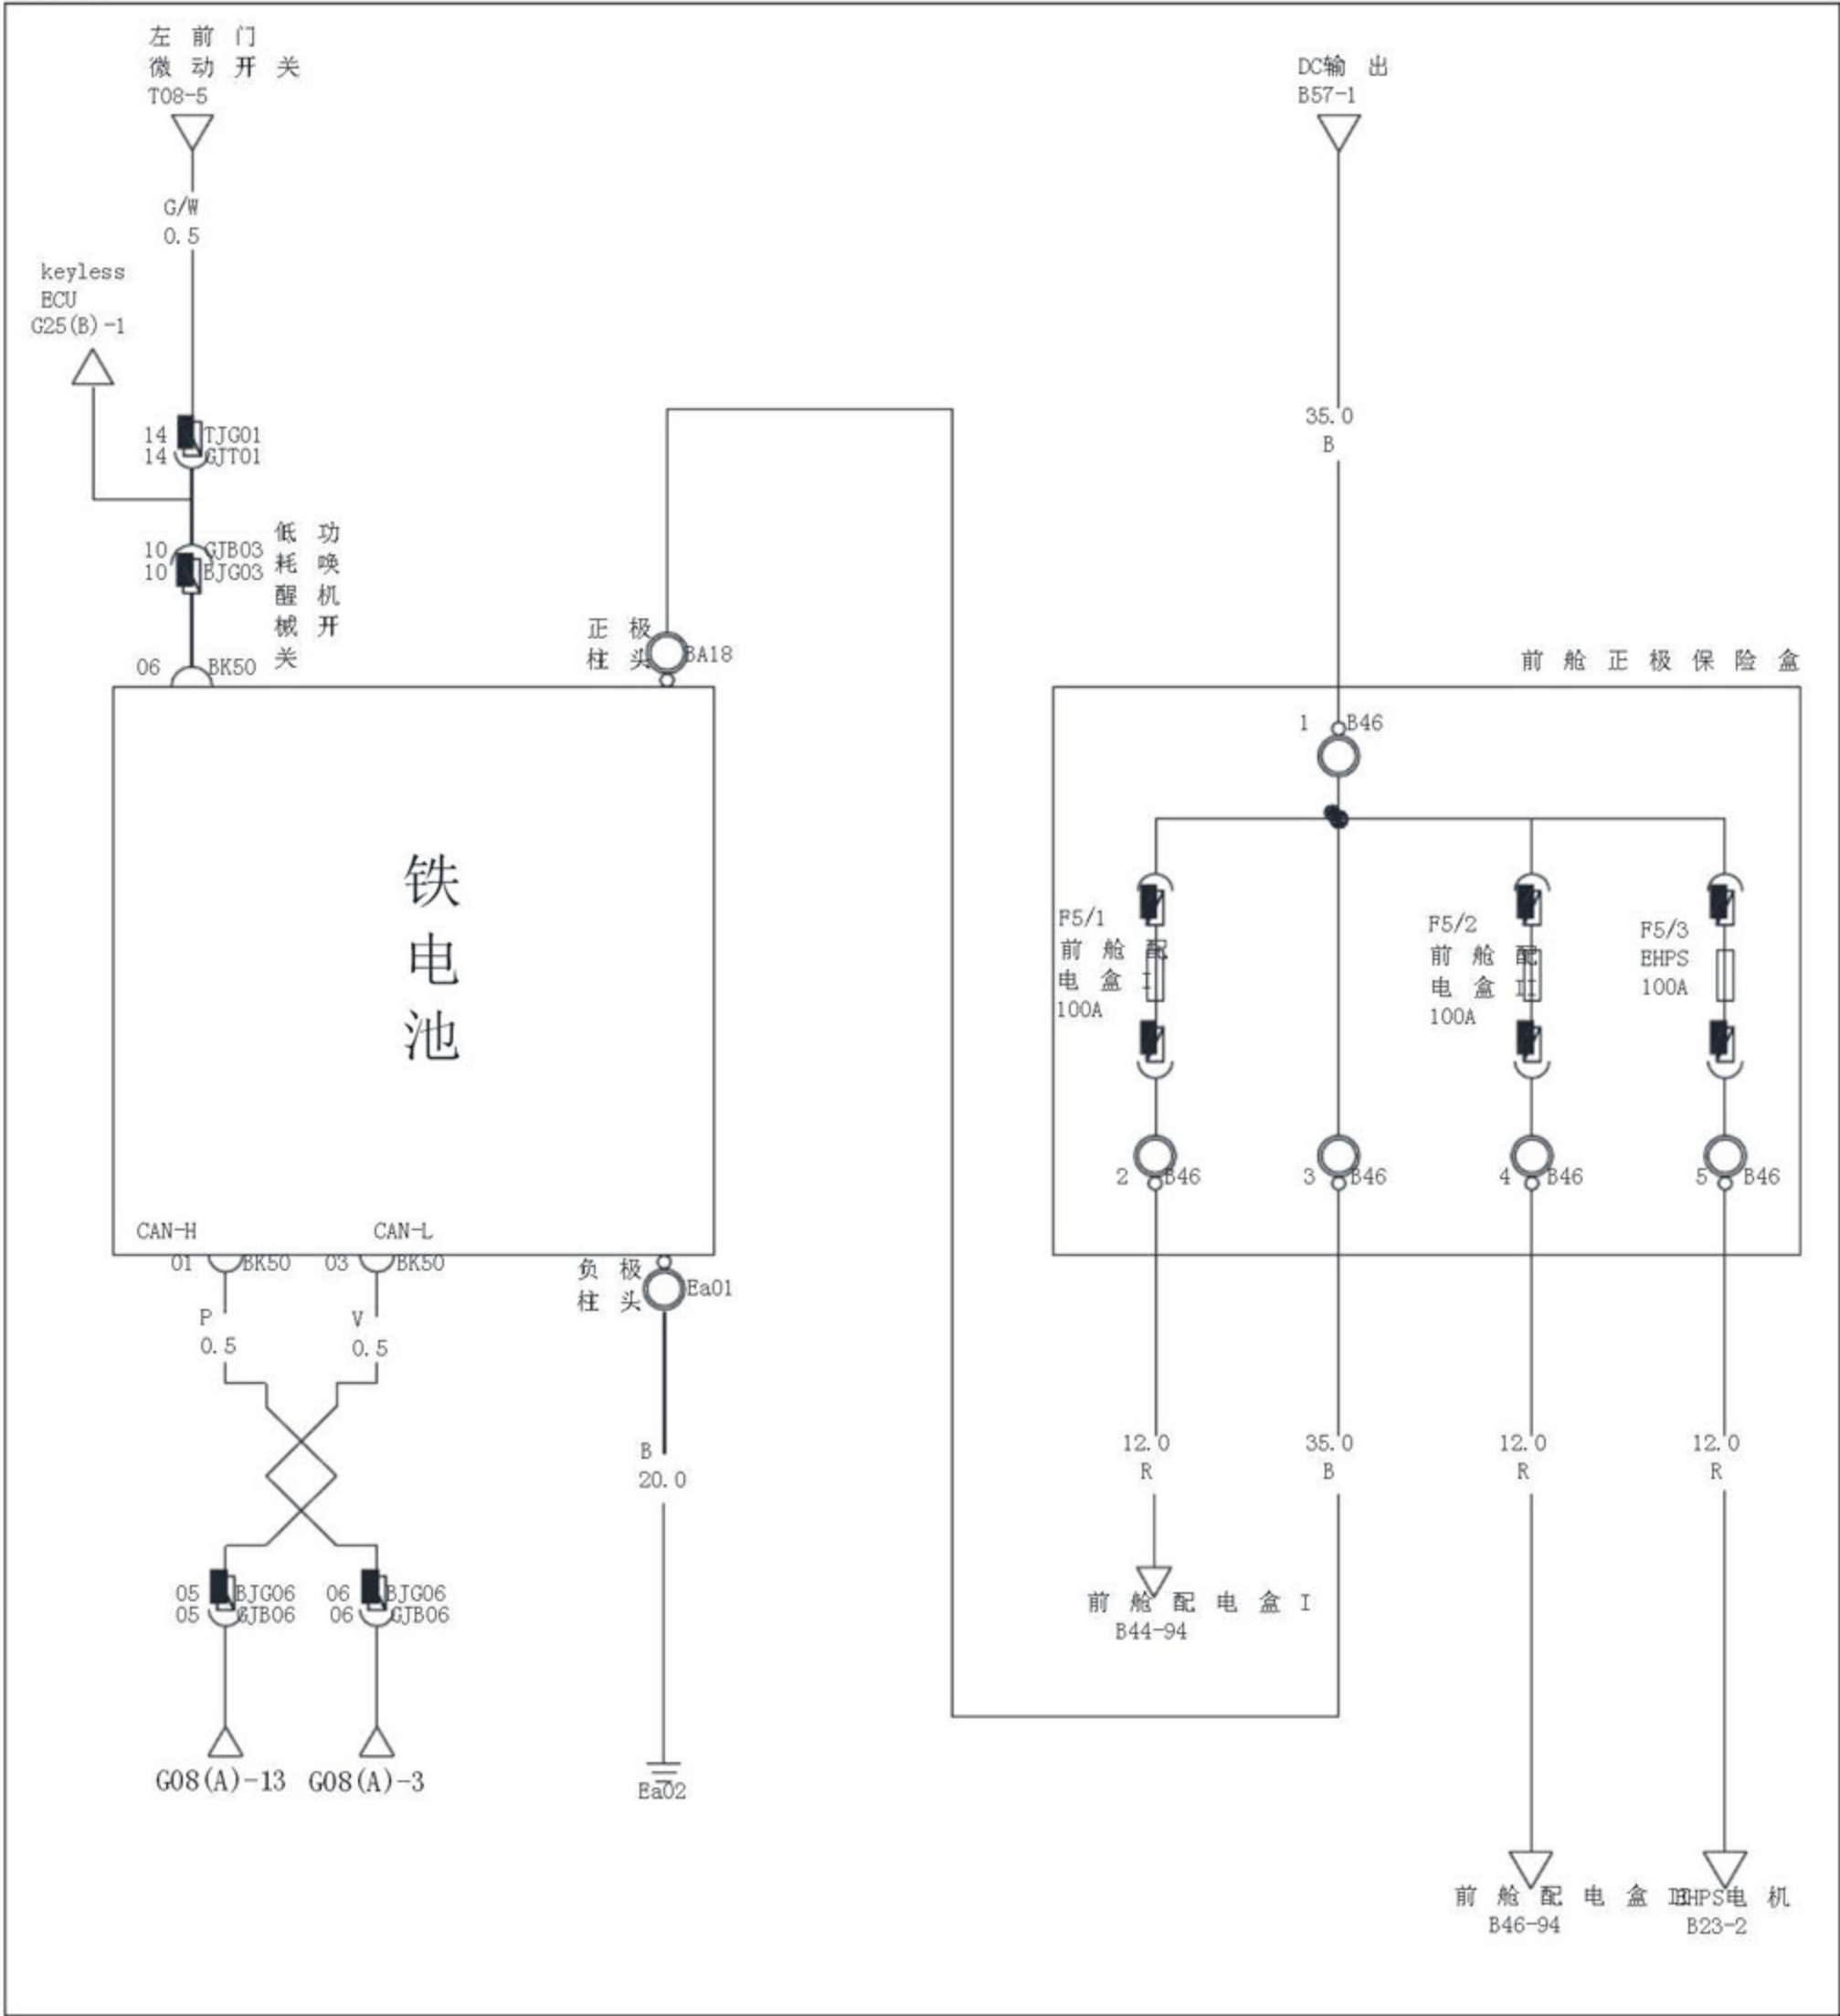 左前门
微动开关
T08-5
G/W
0.5
keyless
ECU
G25(B)-1
14 TJG01
14 GJT01
10 GJB03
10 BJG03
低功
耗唤
醒机
械开
关
06 BK50
正极
柱头
BA18
铁
电
池
CAN-H
CAN-L
01 BK50
03 BK50
负极
柱头
Ea01
P
0.5
V
0.5
B
20.0
05 BJG06
05 GJB06
06 BJG06
06 GJB06
G08(A)-13
G08(A)-3
Ea02
DC输出
B57-1
35.0
B
前舱正极保险盒
1 B46
F5/1
前舱配
电盒I
100A
F5/2
前舱配
电盒II
100A
F5/3
EHPS
100A
2 B46
3 B46
4 B46
5 B46
12.0
R
35.0
B
12.0
R
12.0
R
前舱配电盒I
B44-94
前舱配电盒II
B46-94
EHPS电机
B23-2